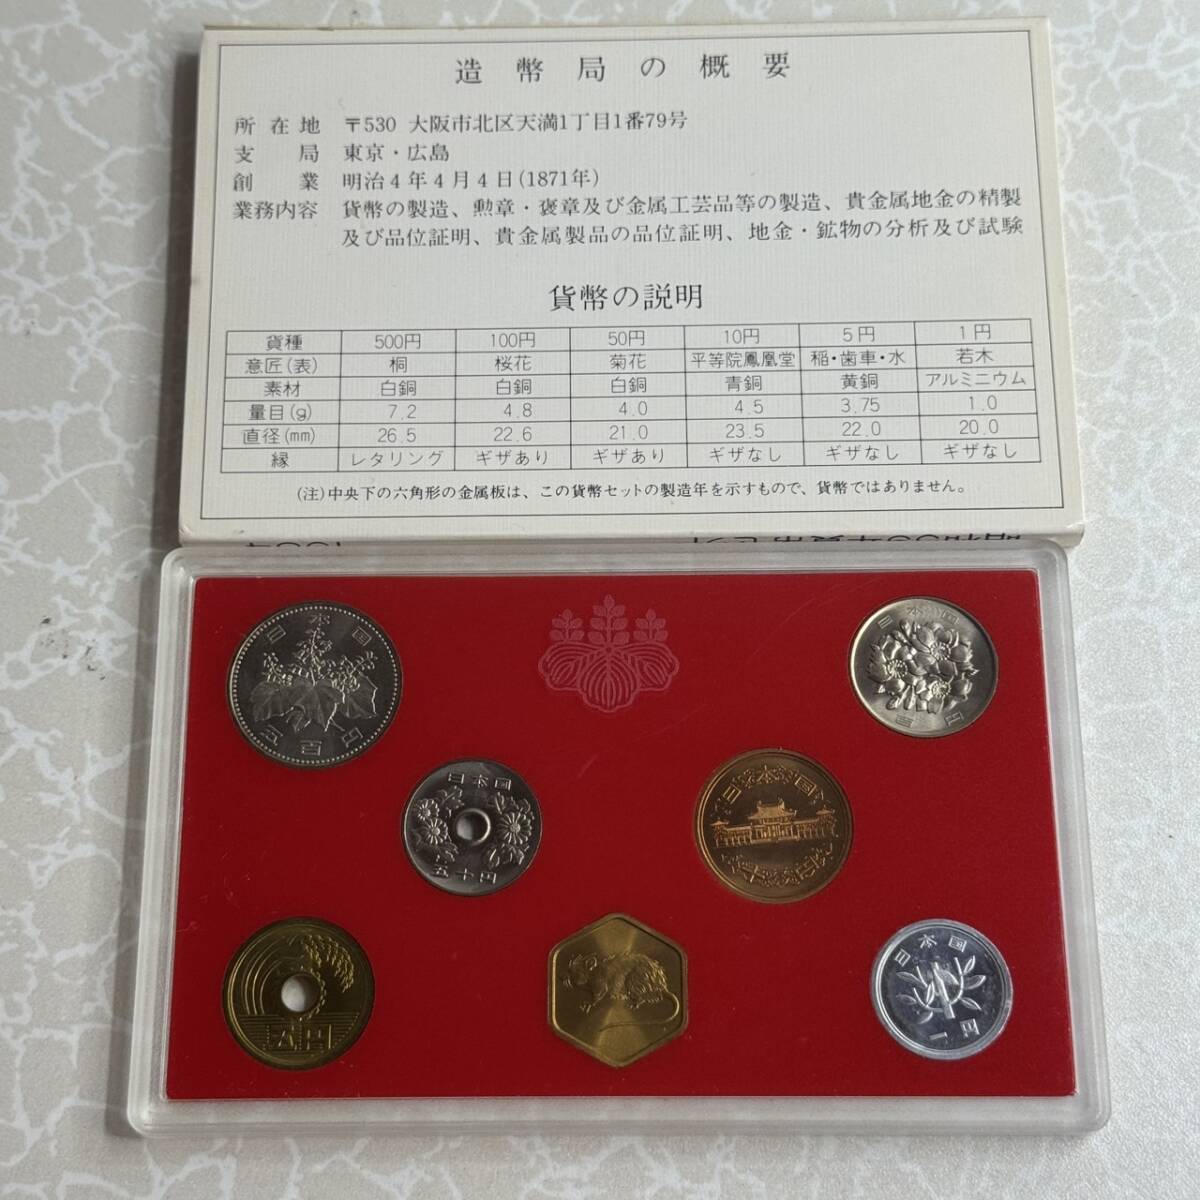 造幣局の概要
所在地 〒530 大阪市北区天満1丁目1番79号
支局 東京・広島
創業 明治4年4月4日(1871年)
業務内容 貨幣の製造、勲章・褒章及び金属工芸品等の製造、貴金属地金の精製
及び品位証明、貴金属製品の品位証明、地金・鉱物の分析及び試験
貨幣の説明
貨種 500円 100円 50円 10円 5円 1円
意匠(表) 桐 桜花 菊花 平等院鳳凰堂 稲・歯車・水 若木
素材 白銅 白銅 白銅 青銅 黄銅 アルミニウム
量目(g) 7.2 4.8 4.0 4.5 3.75 1.0
直径(mm) 26.5 22.6 21.0 23.5 22.0 20.0
縁 レタリング ギザあり ギザあり ギザなし ギザなし ギザなし
(注)中央下の六角形の金属板は、この貨幣セットの製造年を示すもので、貨幣ではありません。
日本国
五百円
日本国
百円
日本国
五十円
日本国
十円
五円
日本国
1円